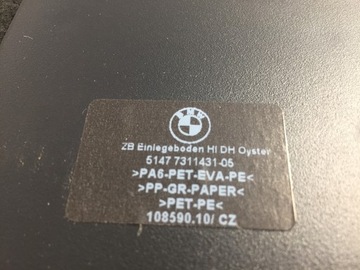 BMW
ZB Einlegeboden HI DH Oyster
5147 7311431-06
>PA6-PET-EVA-PE<
>PP-GR-PAPER<
>PET-PE<
108590.10/ CZ